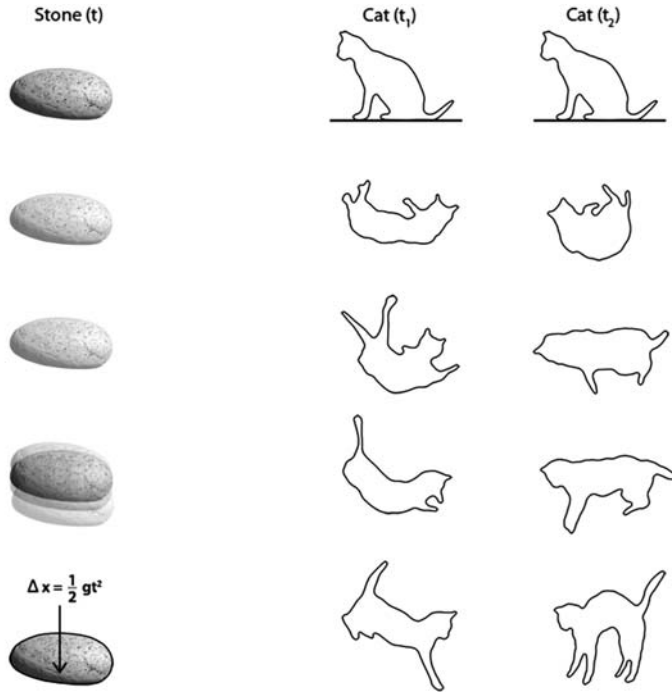 Stone (t)
Cat (t₁)
Cat (t₂)
Δ x = 1/2 gt²